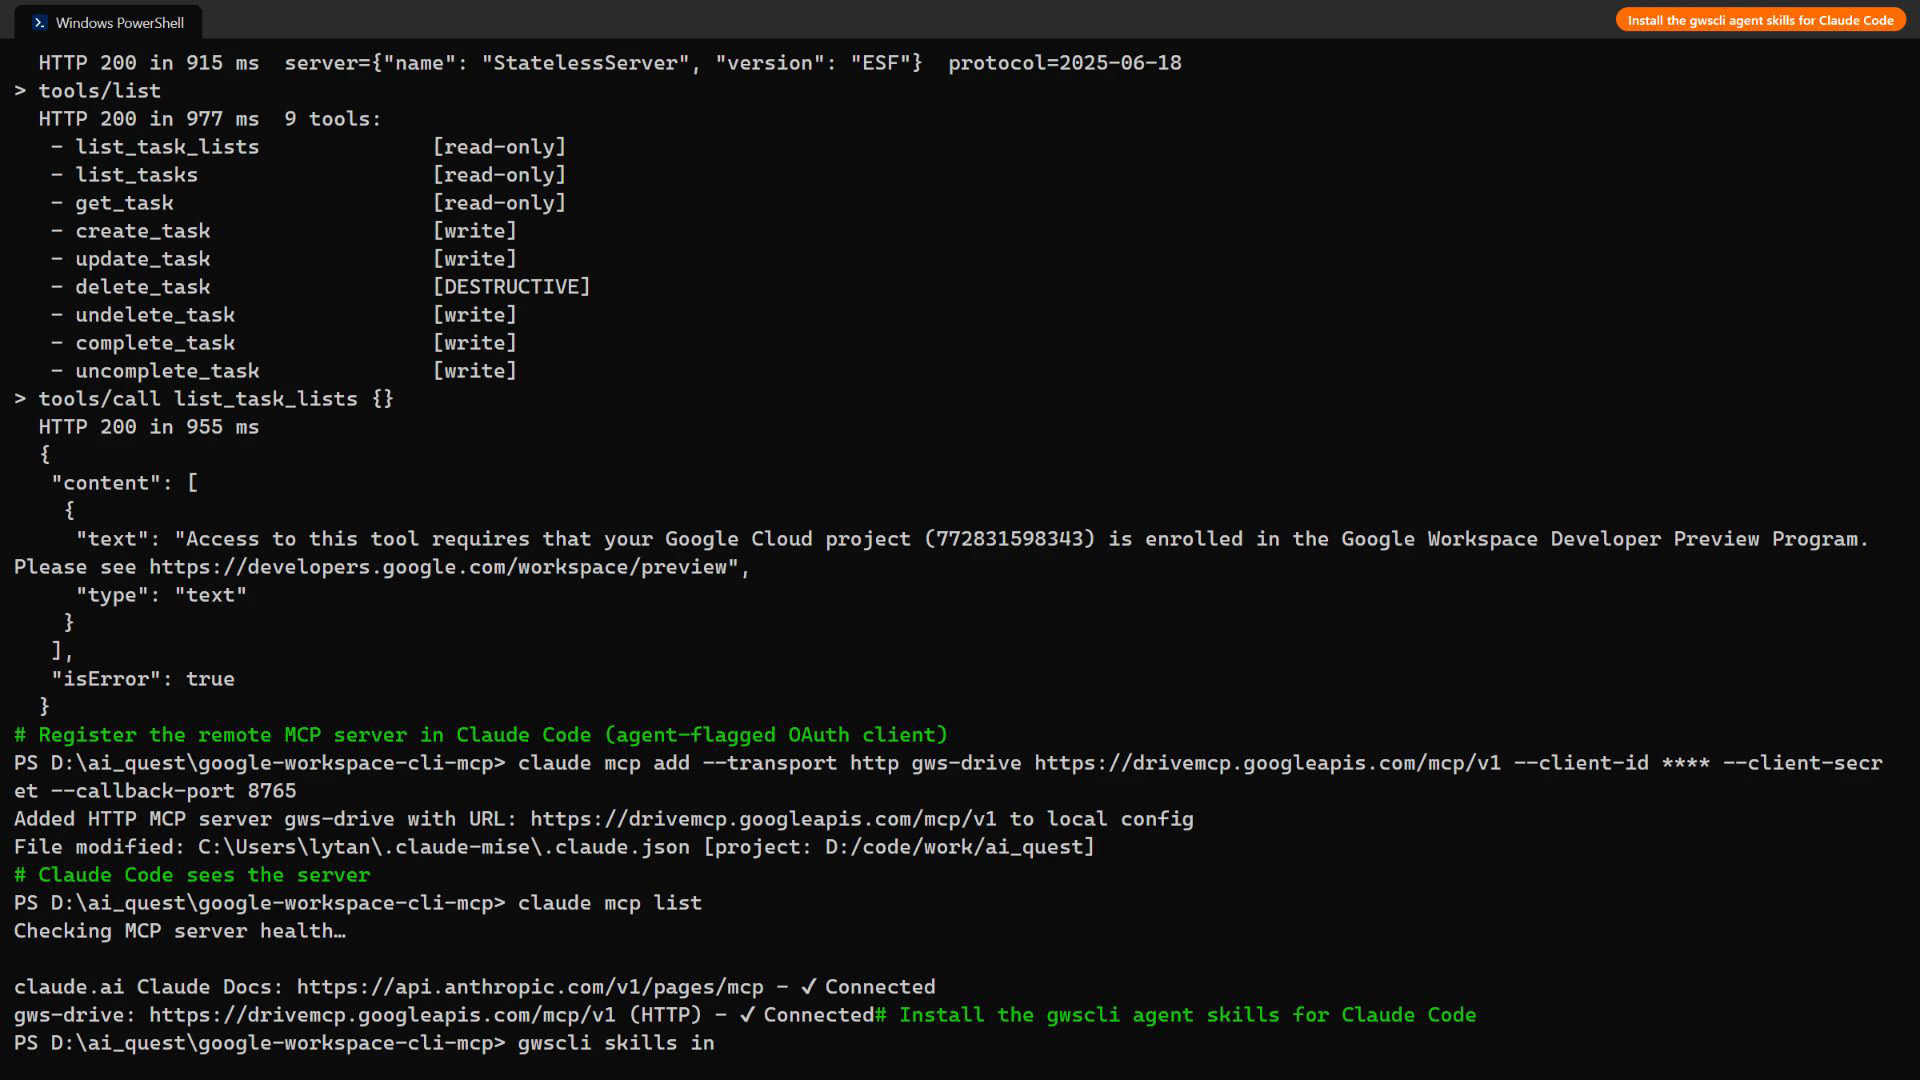 Windows PowerShell
Install the gwscli agent skills for Claude Code
HTTP 200 in 915 ms  server={"name": "StatelessServer", "version": "ESF"}  protocol=2025-06-18
> tools/list
HTTP 200 in 977 ms  9 tools:
- list_task_lists [read-only]
- list_tasks [read-only]
- get_task [read-only]
- create_task [write]
- update_task [write]
- delete_task [DESTRUCTIVE]
- undelete_task [write]
- complete_task [write]
- uncomplete_task [write]
> tools/call list_task_lists {}
HTTP 200 in 955 ms
{
"content": [
{
"text": "Access to this tool requires that your Google Cloud project (772831598343) is enrolled in the Google Workspace Developer Preview Program.
Please see https://developers.google.com/workspace/preview",
"type": "text"
}
],
"isError": true
}
# Register the remote MCP server in Claude Code (agent-flagged OAuth client)
PS D:\ai_quest\google-workspace-cli-mcp> claude mcp add --transport http gws-drive https://drivemcp.googleapis.com/mcp/v1 --client-id **** --client-secr
et --callback-port 8765
Added HTTP MCP server gws-drive with URL: https://drivemcp.googleapis.com/mcp/v1 to local config
File modified: C:\Users\lytan\.claude-mise\.claude.json [project: D:/code/work/ai_quest]
# Claude Code sees the server
PS D:\ai_quest\google-workspace-cli-mcp> claude mcp list
Checking MCP server health…
claude.ai Claude Docs: https://api.anthropic.com/v1/pages/mcp - ✓ Connected
gws-drive: https://drivemcp.googleapis.com/mcp/v1 (HTTP) - ✓ Connected# Install the gwscli agent skills for Claude Code
PS D:\ai_quest\google-workspace-cli-mcp> gwscli skills in